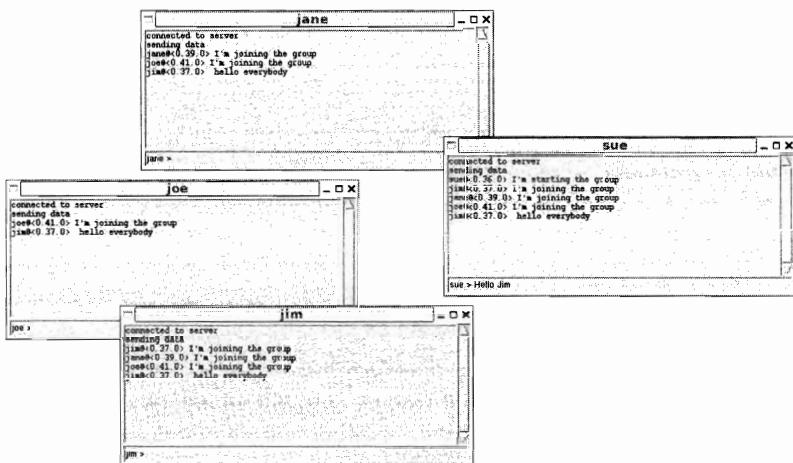 jane
connected to server
sending data
jane@<0.39.0> I'm joining the group
joe@<0.41.0> I'm joining the group
jim@<0.37.0> hello everybody
jane >
sue
connected to server
sending data
sue@<0.36.0> I'm starting the group
jim@<0.37.0> I'm joining the group
jane@<0.39.0> I'm joining the group
joe@<0.41.0> I'm joining the group
jim@<0.37.0> hello everybody
sue > Hello Jim
joe
connected to server
sending data
joe@<0.41.0> I'm joining the group
jim@<0.37.0> hello everybody
joe >
jim
connected to server
sending data
jim@<0.37.0> I'm joining the group
jane@<0.39.0> I'm joining the group
joe@<0.41.0> I'm joining the group
jim@<0.37.0> hello everybody
jim >